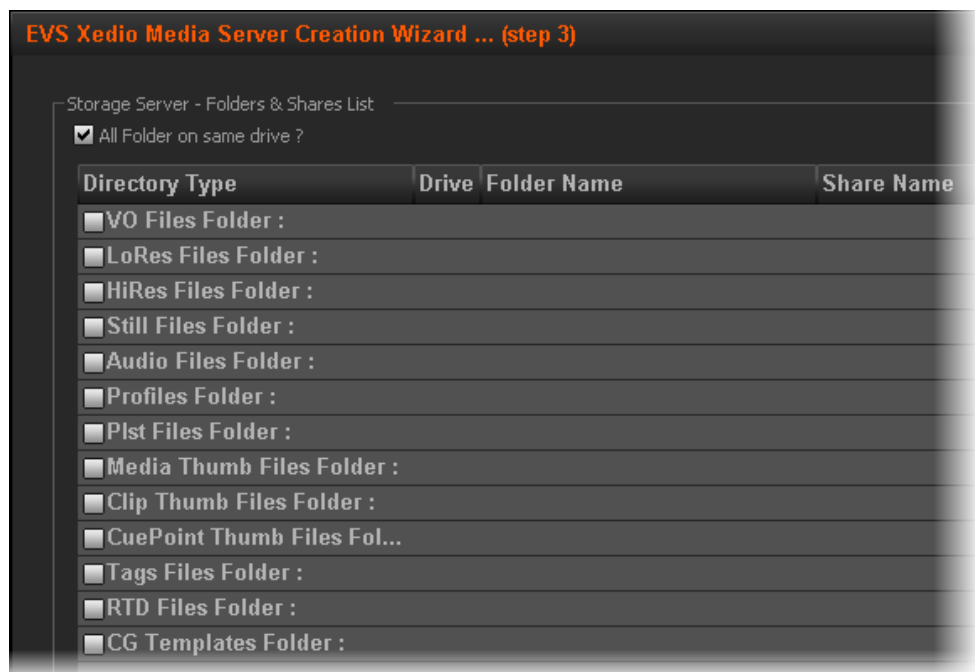 EVS Xedio Media Server Creation Wizard ... (step 3)
Storage Server - Folders & Shares List
All Folder on same drive ?
Directory Type Drive Folder Name Share Name
VO Files Folder :
LoRes Files Folder :
HiRes Files Folder :
Still Files Folder :
Audio Files Folder :
Profiles Folder :
Plst Files Folder :
Media Thumb Files Folder :
Clip Thumb Files Folder :
CuePoint Thumb Files Fol...
Tags Files Folder :
RTD Files Folder :
CG Templates Folder :